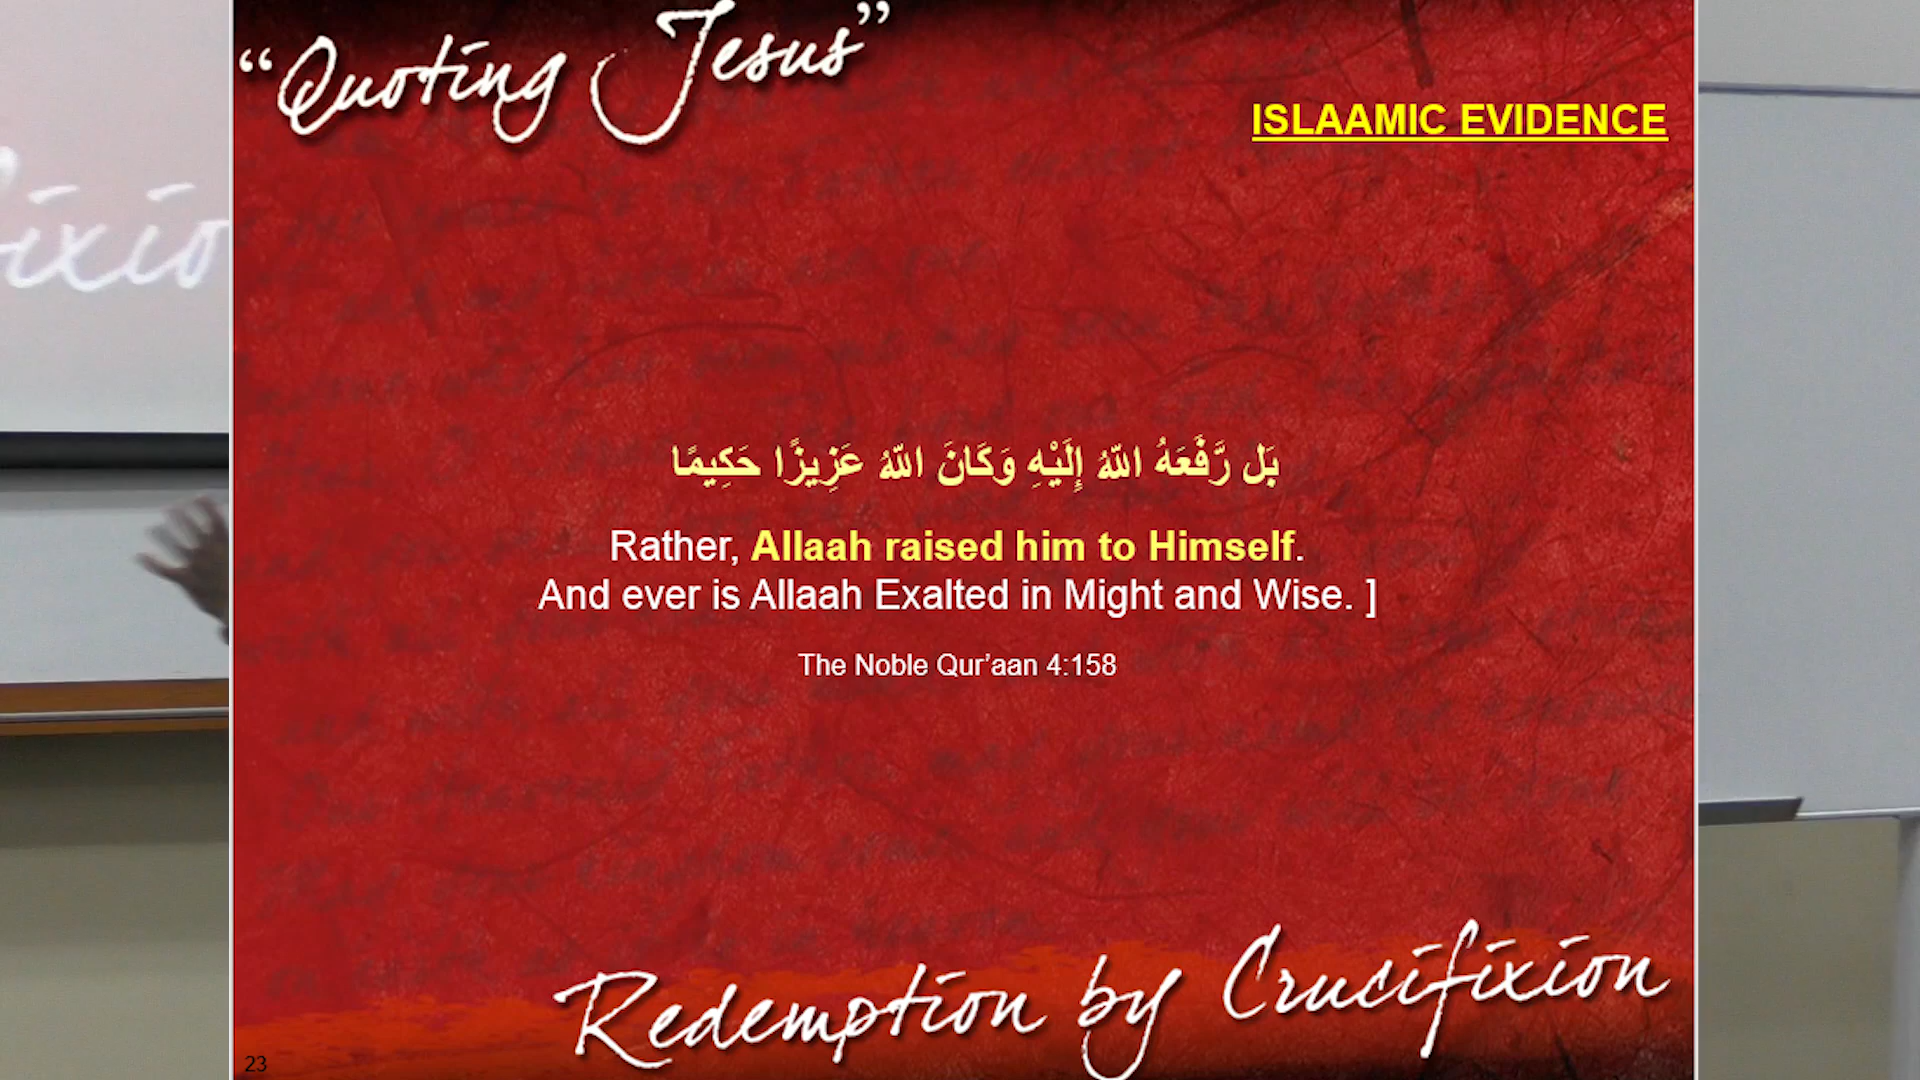 “Quoting Jesus”
ISLAAMIC EVIDENCE
بَل رَّفَعَهُ اللّهُ إِلَيْهِ وَكَانَ اللّهُ عَزِيزًا حَكِيمًا
Rather, Allaah raised him to Himself.
And ever is Allaah Exalted in Might and Wise. ]
The Noble Qur’aan 4:158
Redemption by Crucifixion
23